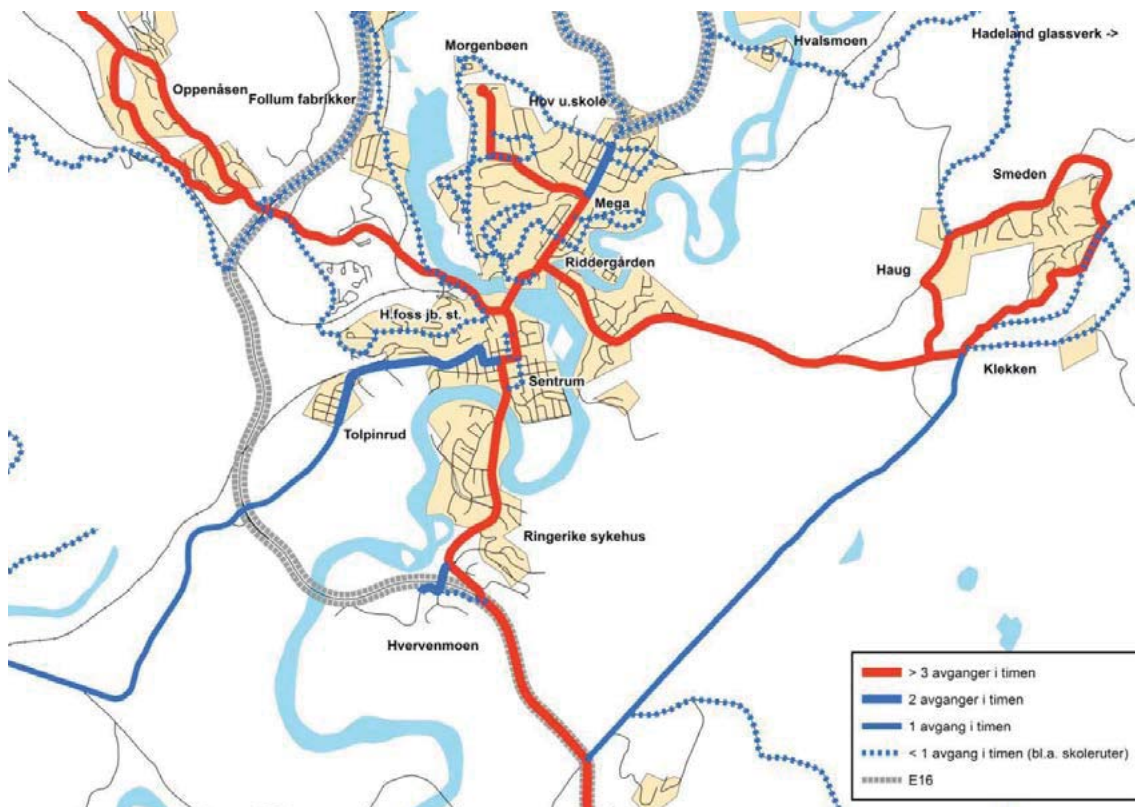 Morgenbøen
Hvalsmoen
Hadeland glassverk ->
Oppenåsen
Follum fabrikker
Hov u.skole
Smeden
Mega
Riddergården
Haug
H.foss jb. st.
Klekken
Sentrum
Tolpinrud
Ringerike sykehus
Hvervenmoen
> 3 avganger i timen
2 avganger i timen
1 avgang i timen
< 1 avgang i timen (bl.a. skoleruter)
E16